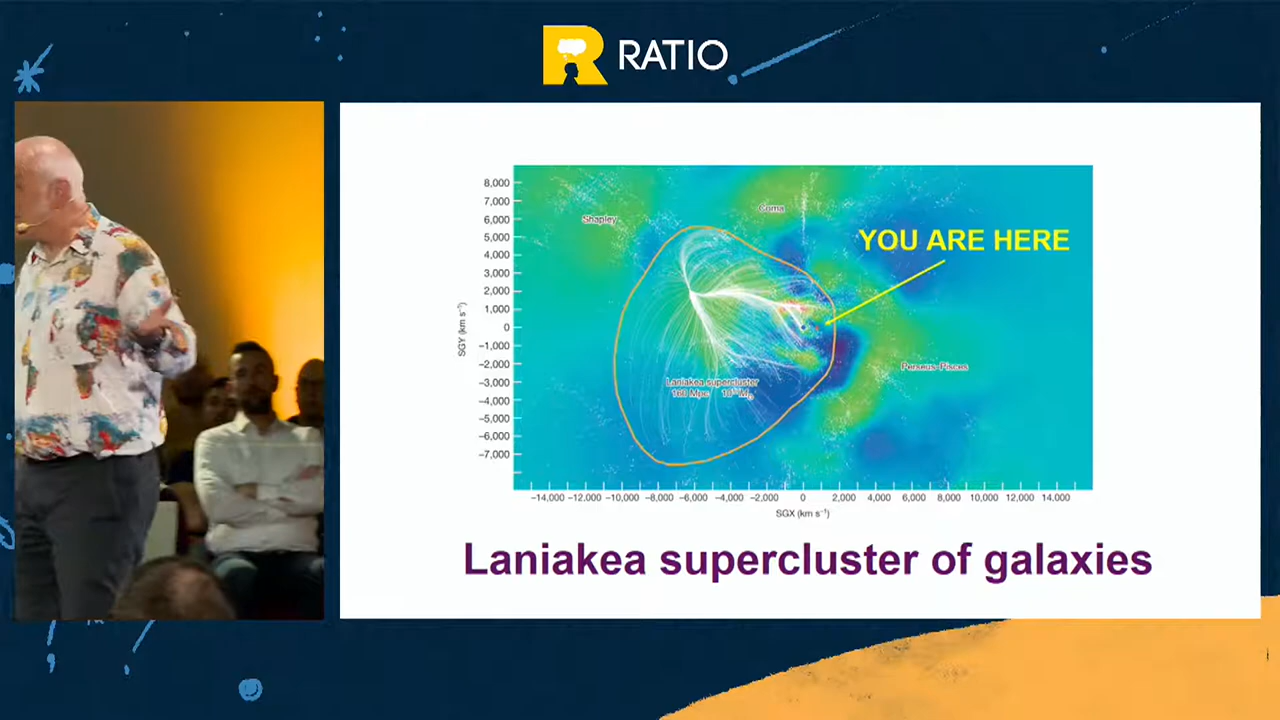 RATIO
8,000
7,000
6,000
5,000
4,000
3,000
2,000
1,000
0
−1,000
−2,000
−3,000
−4,000
−5,000
−6,000
−7,000
SGY (km s⁻¹)
Shapley
Coma
YOU ARE HERE
Perseus-Pisces
Laniakea supercluster
160 Mpc
−14,000 −12,000 −10,000 −8,000 −6,000 −4,000 −2,000 0 2,000 4,000 6,000 8,000 10,000 12,000 14,000
SGX (km s⁻¹)
Laniakea supercluster of galaxies